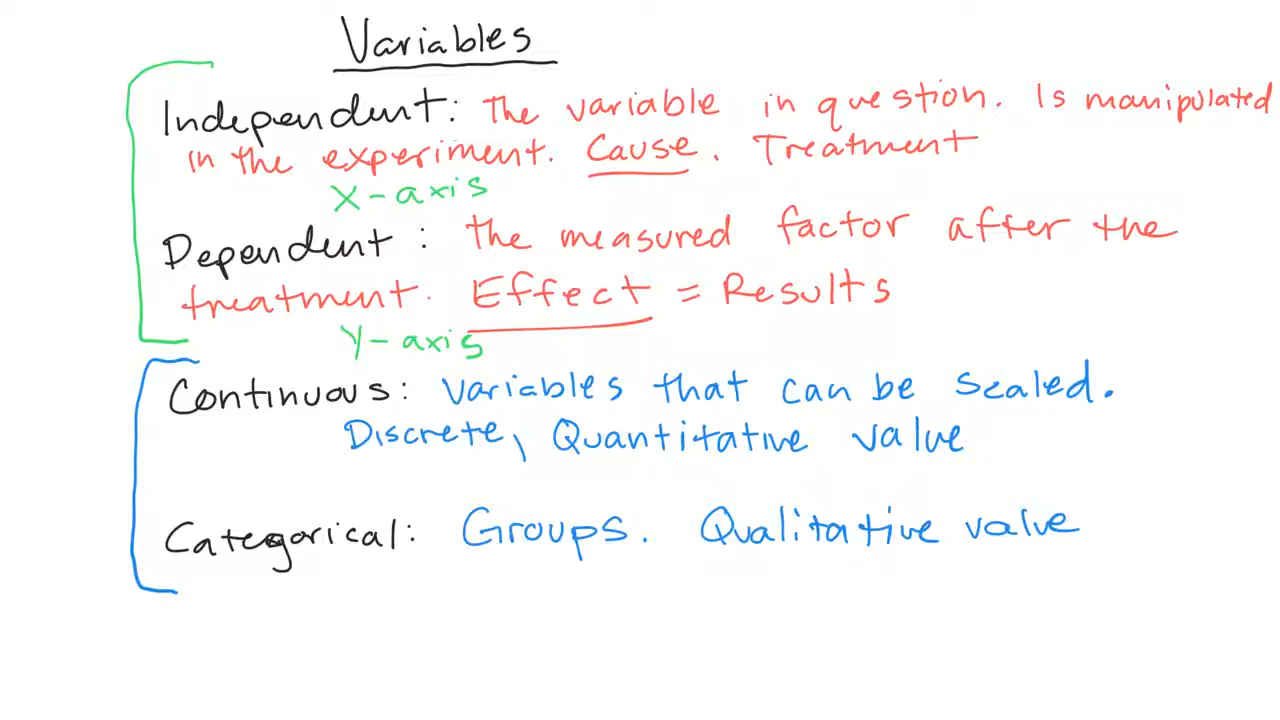 Variables
Independent: The variable in question. Is manipulated
in the experiment. Cause. Treatment
X-axis
Dependent: the measured factor after the
treatment. Effect = Results
Y-axis
Continuous: Variables that can be scaled.
Discrete, Quantitative value
Categorical: Groups. Qualitative value